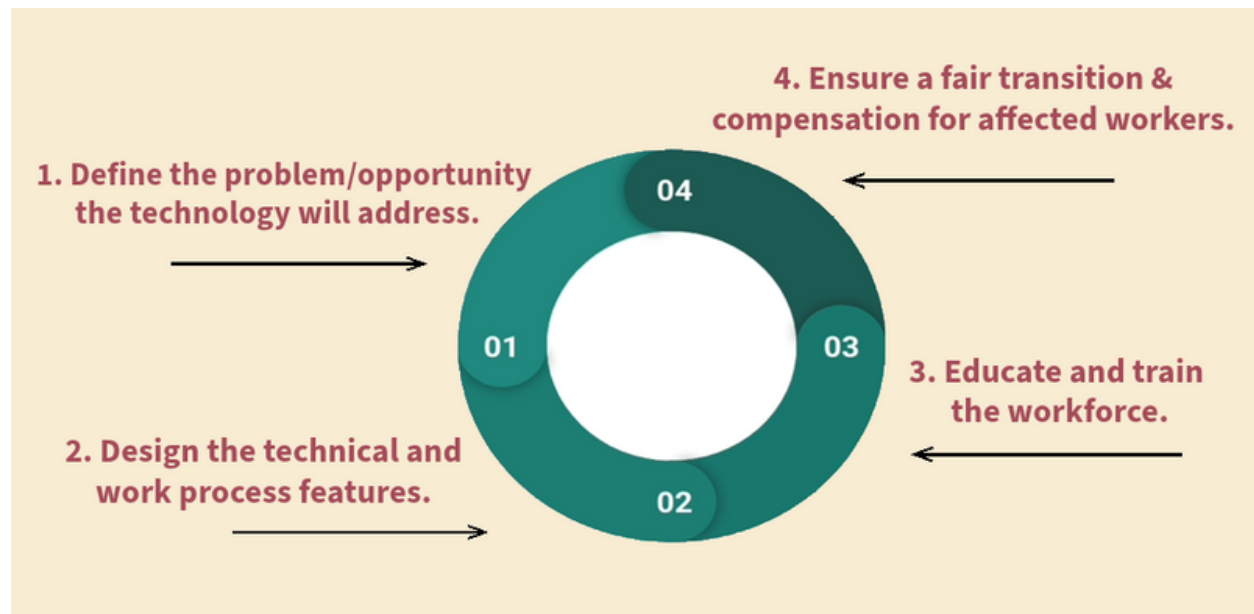 1. Define the problem/opportunity
the technology will address.
2. Design the technical and
work process features.
3. Educate and train
the workforce.
4. Ensure a fair transition &
compensation for affected workers.
01
02
03
04